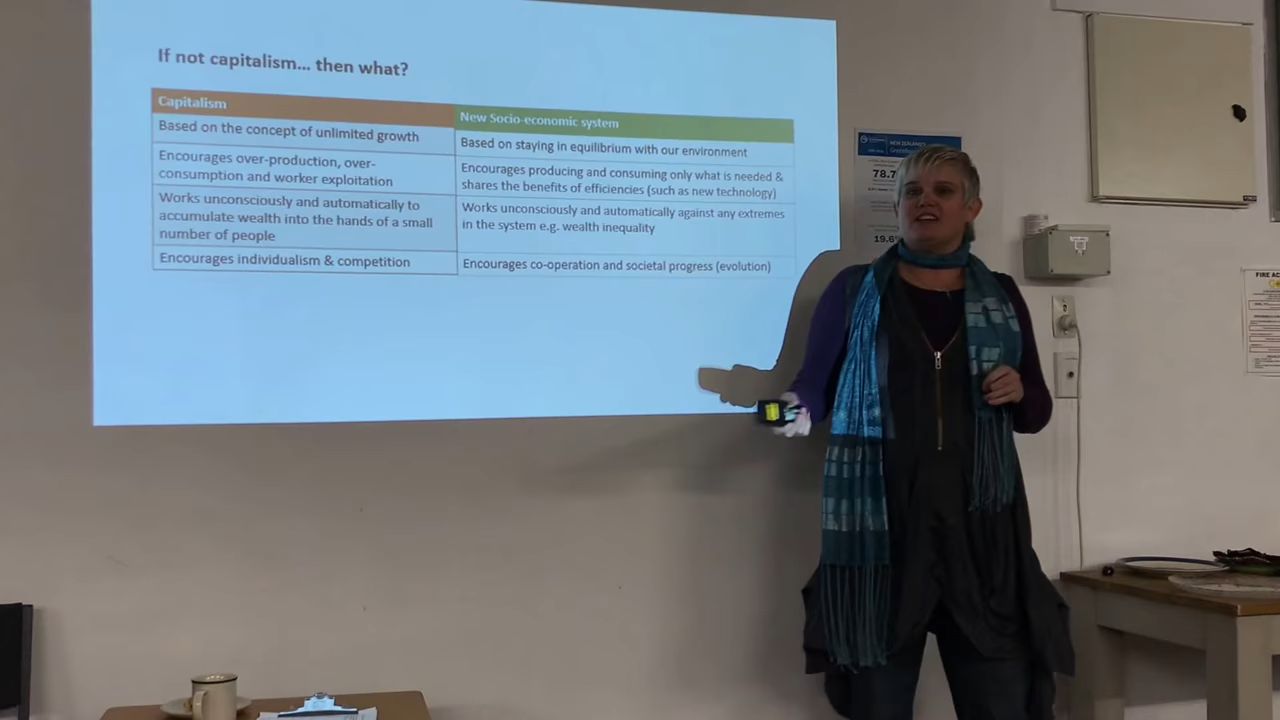 If not capitalism... then what?
Capitalism
New Socio-economic system
Based on the concept of unlimited growth
Based on staying in equilibrium with our environment
Encourages over-production, over-
consumption and worker exploitation
Encourages producing and consuming only what is needed &
shares the benefits of efficiencies (such as new technology)
Works unconsciously and automatically to
accumulate wealth into the hands of a small
number of people
Works unconsciously and automatically against any extremes
in the system e.g. wealth inequality
Encourages individualism & competition
Encourages co-operation and societal progress (evolution)
NEW ZEALAND'S
78.7
19.6
FIRE AC